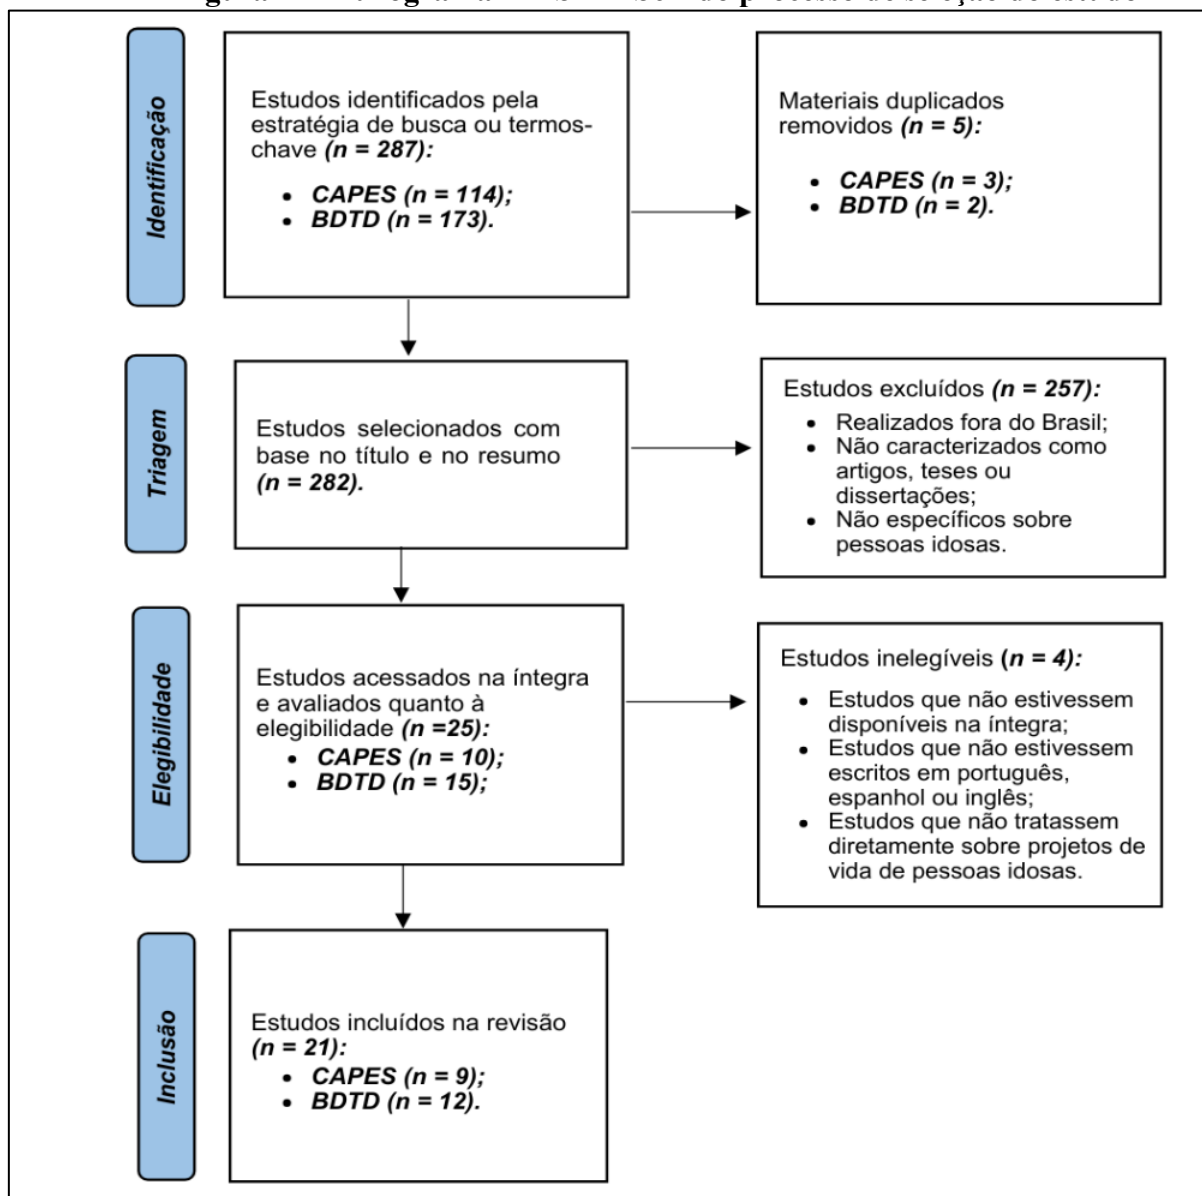 Identificação
Estudos identificados pela
estratégia de busca ou termos-
chave (n = 287):
• CAPES (n = 114);
• BDTD (n = 173).
Materiais duplicados
removidos (n = 5):
• CAPES (n = 3);
• BDTD (n = 2).
Triagem
Estudos selecionados com
base no título e no resumo
(n = 282).
Estudos excluídos (n = 257):
• Realizados fora do Brasil;
• Não caracterizados como
artigos, teses ou
dissertações;
• Não específicos sobre
pessoas idosas.
Elegibilidade
Estudos acessados na íntegra
e avaliados quanto à
elegibilidade (n =25):
• CAPES (n = 10);
• BDTD (n = 15);
Estudos inelegíveis (n = 4):
• Estudos que não estivessem
disponíveis na íntegra;
• Estudos que não estivessem
escritos em português,
espanhol ou inglês;
• Estudos que não tratassem
diretamente sobre projetos de
vida de pessoas idosas.
Inclusão
Estudos incluídos na revisão
(n = 21):
• CAPES (n = 9);
• BDTD (n = 12).